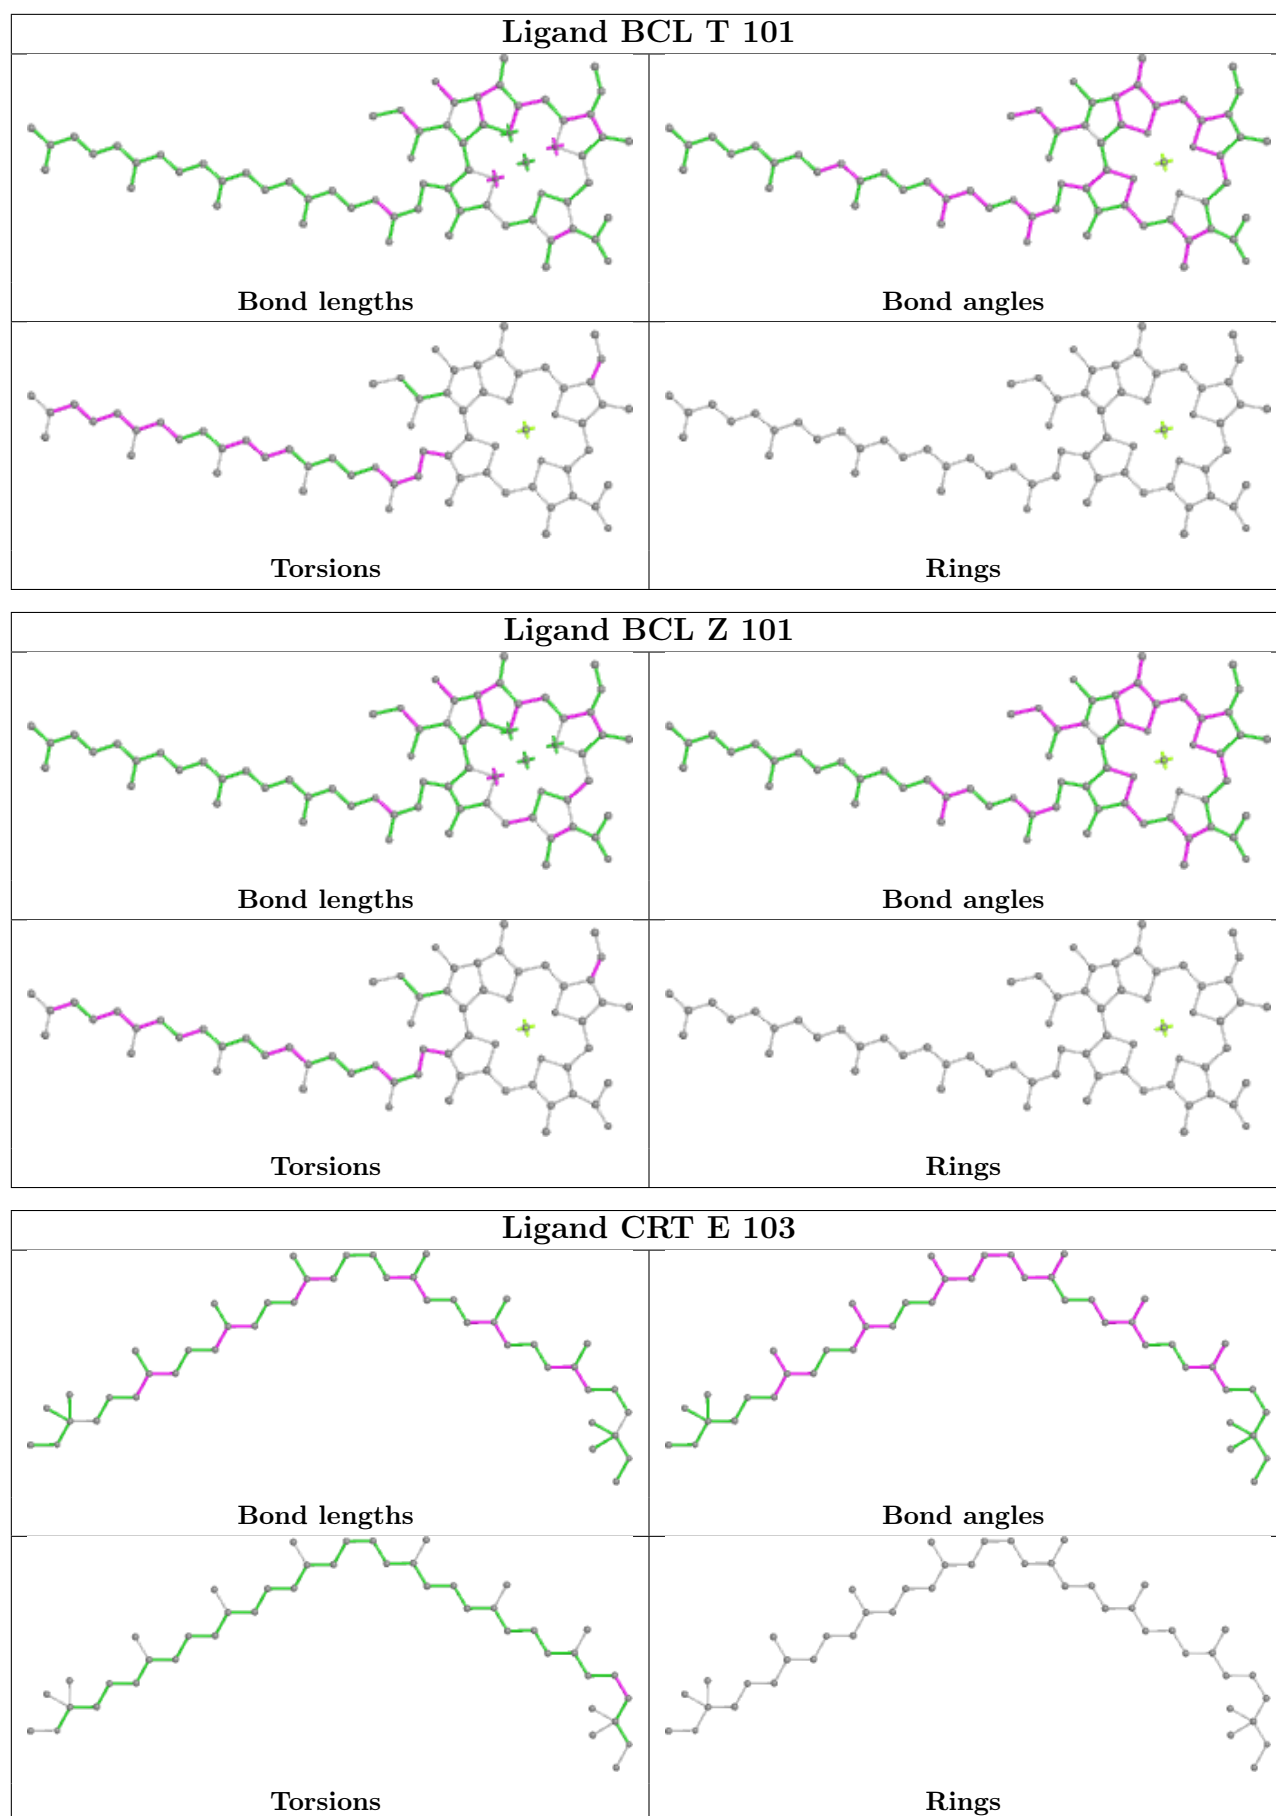 Ligand BCL T 101
Bond lengths
Bond angles
Torsions
Rings
Ligand BCL Z 101
Bond lengths
Bond angles
Torsions
Rings
Ligand CRT E 103
Bond lengths
Bond angles
Torsions
Rings